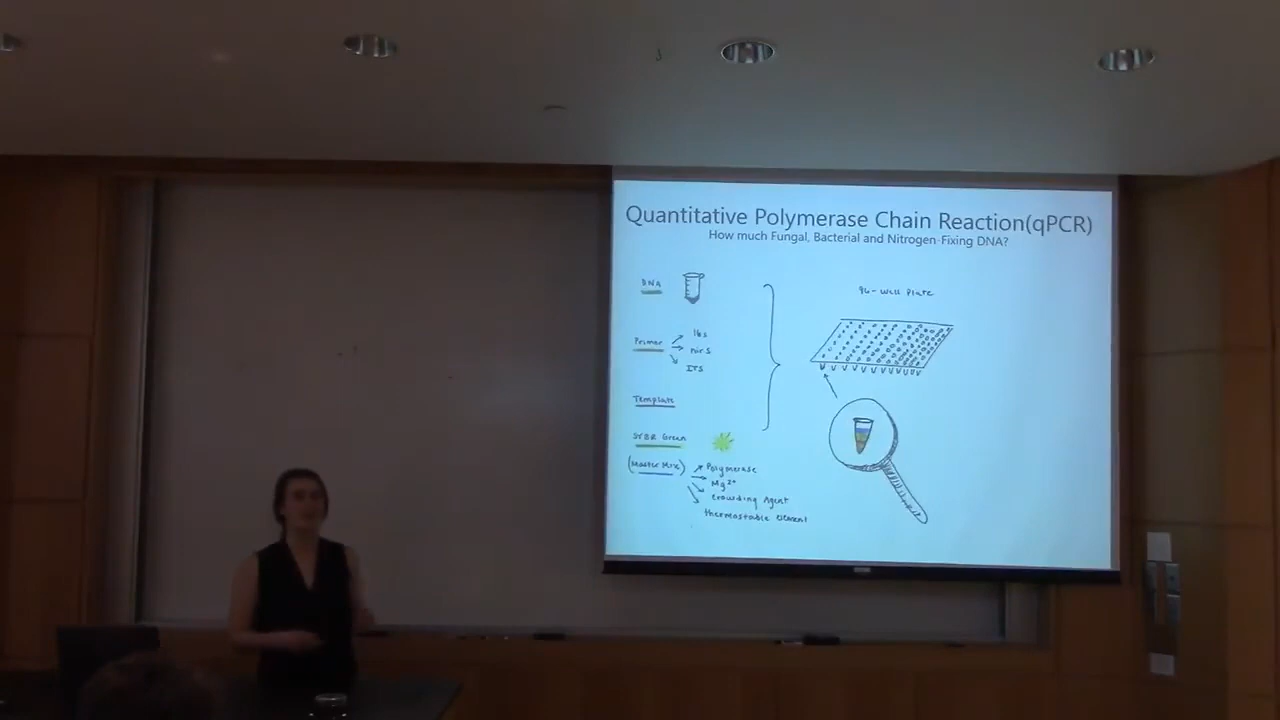 Quantitative Polymerase Chain Reaction(qPCR)
How much Fungal, Bacterial and Nitrogen-Fixing DNA?
DNA
Primer
16s
nirS
ITS
Template
SYBR Green
(Master Mix)
Polymerase
Mg2+
Crowding Agent
thermostable
96-well Plate